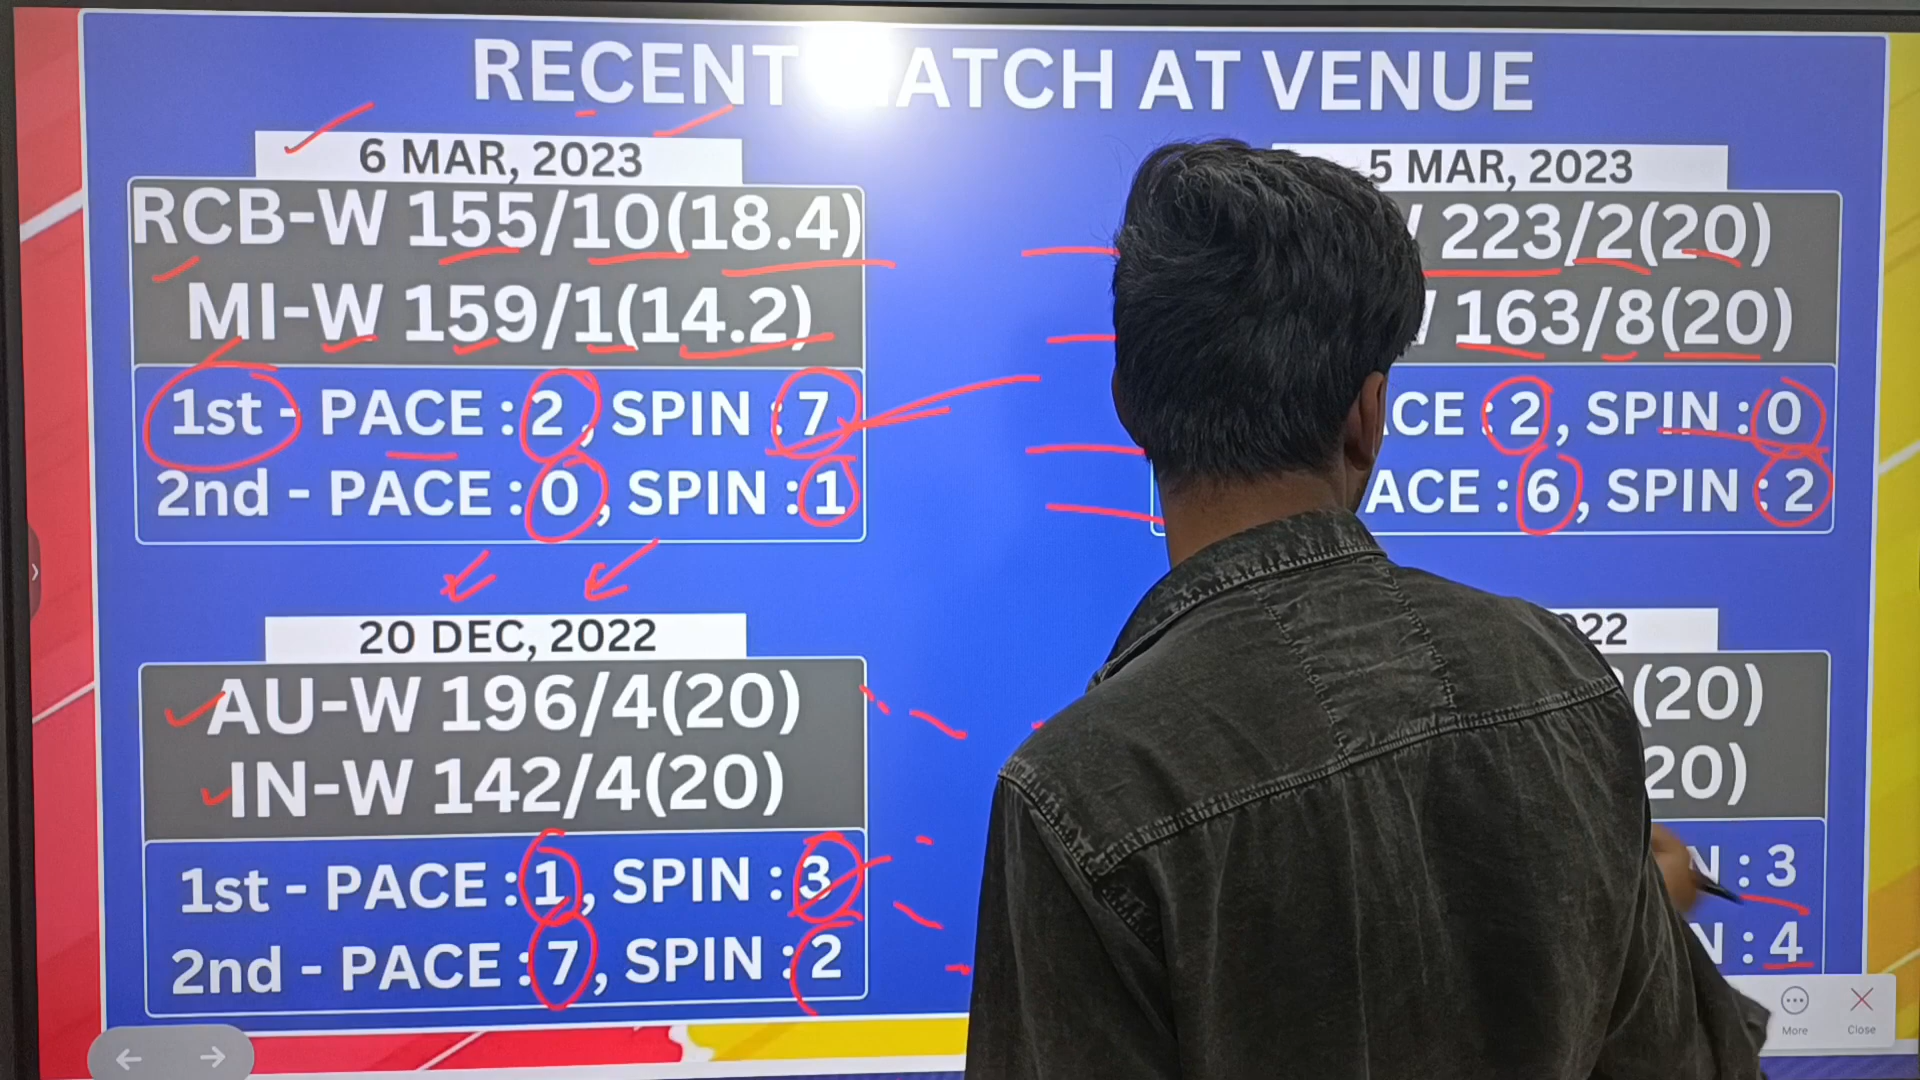 RECENT ATCH AT VENUE
6 MAR, 2023
RCB-W 155/10(18.4)
MI-W 159/1(14.2)
1st - PACE : 2, SPIN : 7
2nd - PACE : 0, SPIN : 1
5 MAR, 2023
223/2(20)
163/8(20)
CE : 2, SPIN : 0
ACE : 6, SPIN : 2
20 DEC, 2022
AU-W 196/4(20)
IN-W 142/4(20)
1st - PACE : 1, SPIN : 3
2nd - PACE : 7, SPIN : 2
22
(20)
20)
N : 3
N : 4
More
Close